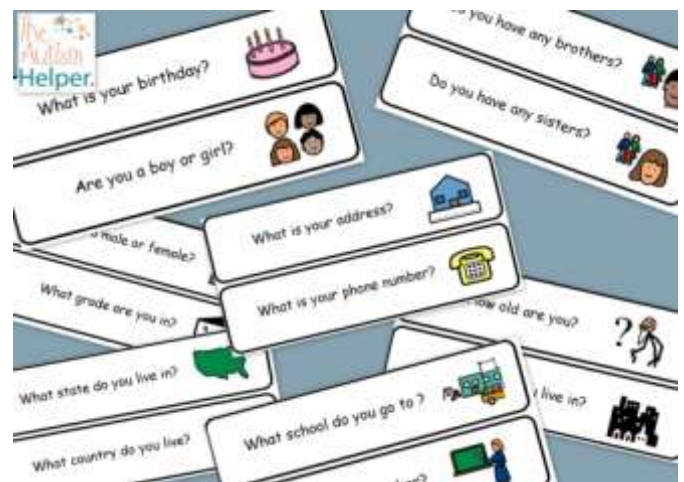 The
Autism
Helper.
What is your birthday?
Are you a boy or girl?
you have any brothers?
Do you have any sisters?
male or female?
What grade are you in?
What is your address?
What is your phone number?
How old are you?
live in?
What state do you live in?
What country do you live?
What school do you go to ?